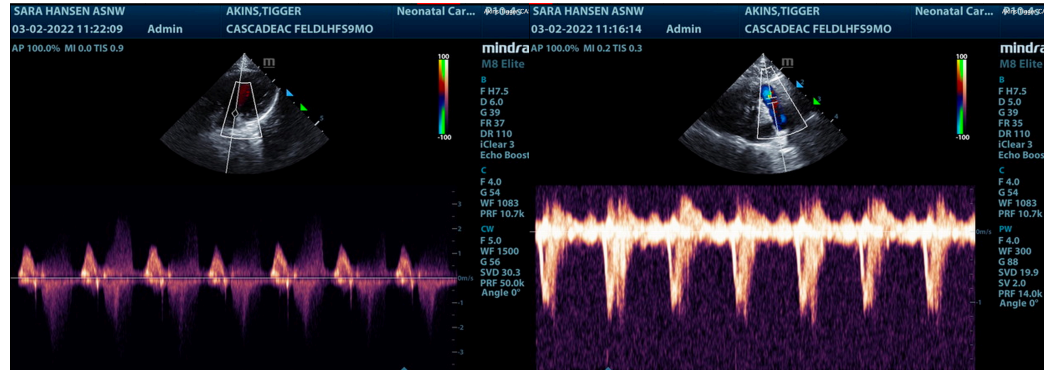 SARA HANSEN ASNW AKINS,TIGGER Neonatal Car...
03-02-2022 11:22:09 Admin CASCADEAC FELDLHFS9MO
AP 100.0% MI 0.0 TIS 0.9
mindra
M8 Elite
m
100
-100
5
B
F H7.5
D 6.0
G 39
FR 37
DR 110
iClear 3
Echo Boost
C
F 4.0
G 54
WF 1083
PRF 10.7k
CW
F 5.0
WF 1500
G 56
SVD 30.3
PRF 50.0k
Angle 0°
3
2
1
0m/s
-1
-2
-3
SARA HANSEN ASNW AKINS,TIGGER Neonatal Car...
03-02-2022 11:16:14 Admin CASCADEAC FELDLHFS9MO
AP 100.0% MI 0.2 TIS 0.3
mindra
M8 Elite
m
100
-100
B
F H7.5
D 5.0
G 39
FR 35
DR 110
iClear 3
Echo Boost
C
F 4.0
G 54
WF 1083
PRF 10.7k
PW
F 4.0
WF 300
G 88
SVD 19.9
SV 2.0
PRF 14.0k
Angle 0°
0m/s
-1